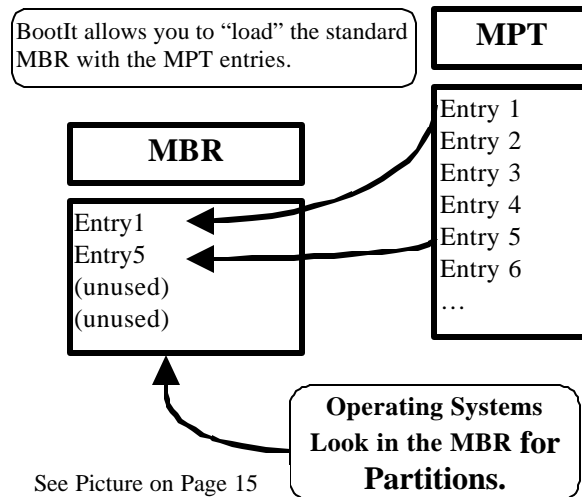 BootIt allows you to “load” the standard
MBR with the MPT entries.
MPT
Entry 1
Entry 2
Entry 3
Entry 4
Entry 5
Entry 6
…
MBR
Entry1
Entry5
(unused)
(unused)
Operating Systems
Look in the MBR for
Partitions.
See Picture on Page 15